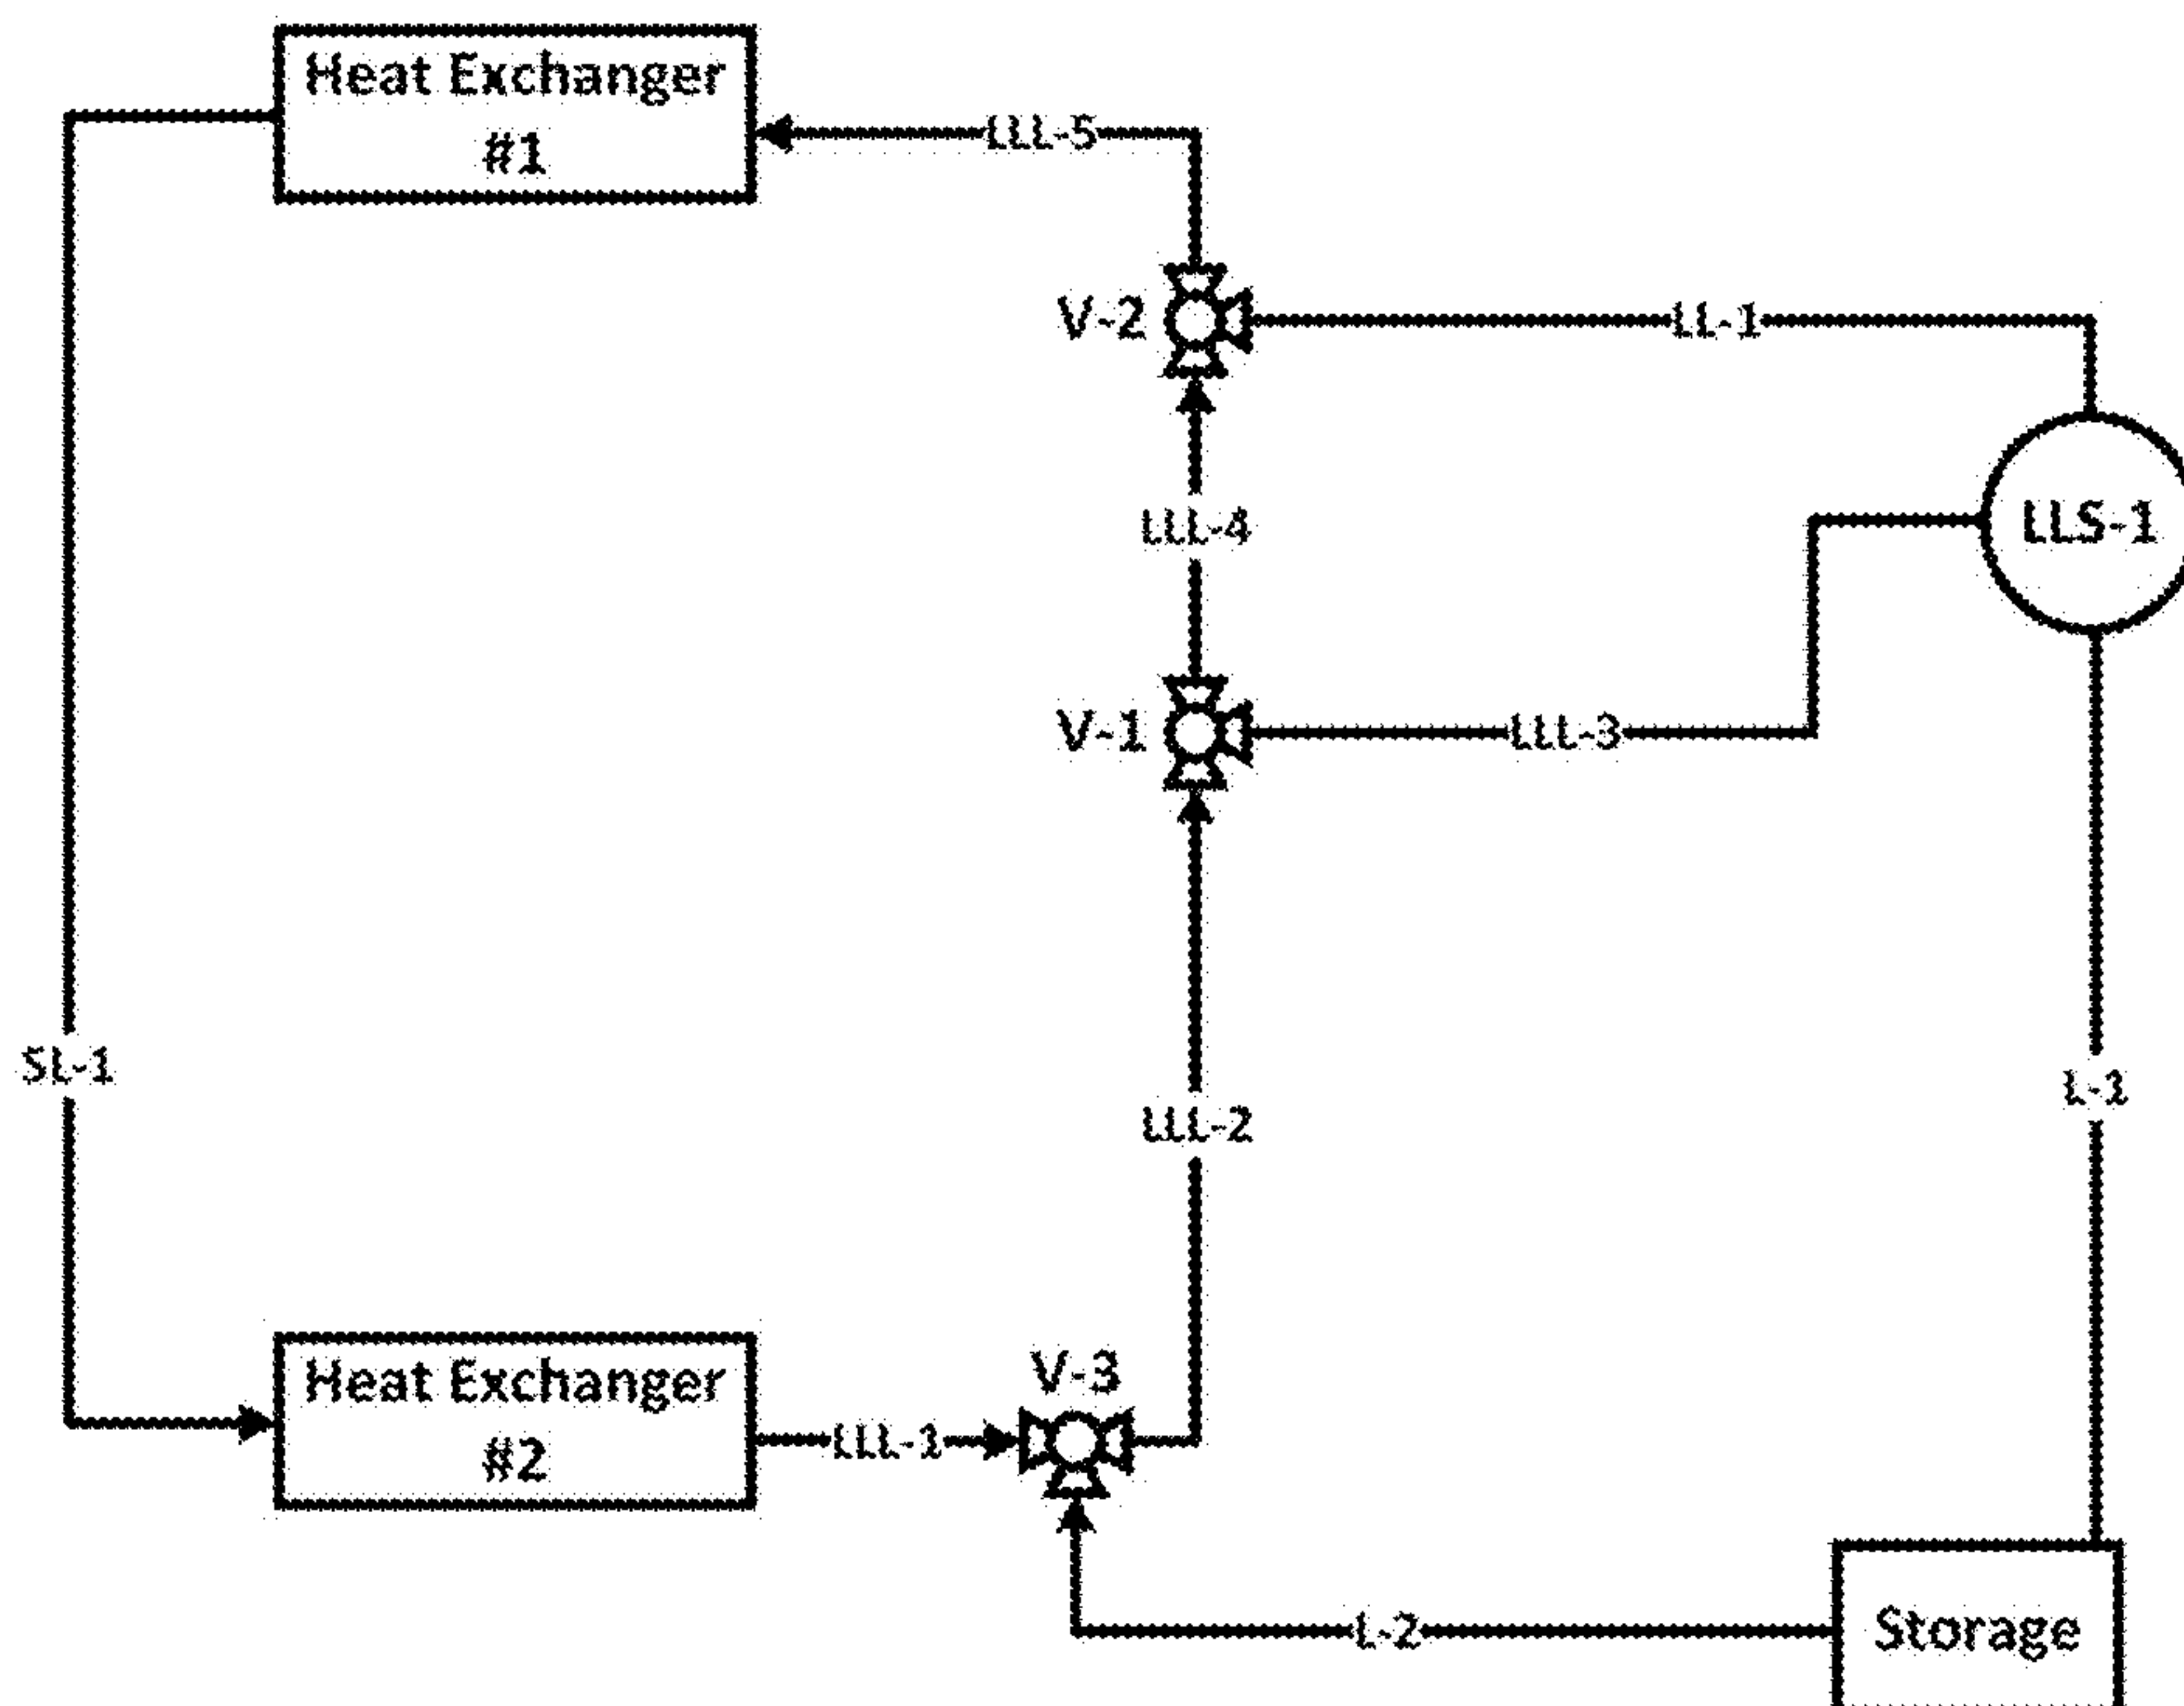 Heat Exchanger
#1
LLL-5
V-2
LL-1
LLL-4
LLS-1
V-1
LLL-3
SL-1
L-1
LLL-2
Heat Exchanger
#2
V-3
LLL-1
L-2
Storage